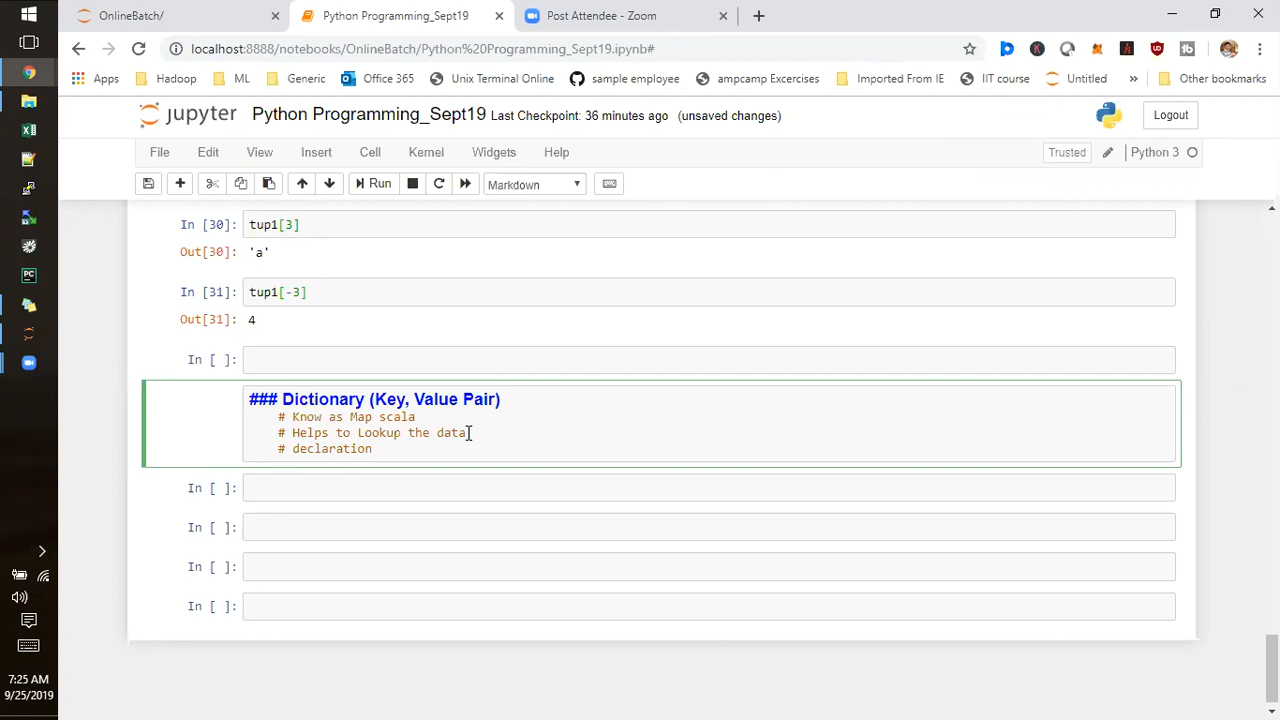 OnlineBatch/
Python Programming_Sept19
Post Attendee - Zoom
localhost:8888/notebooks/OnlineBatch/Python%20Programming_Sept19.ipynb#
Apps
Hadoop
ML
Generic
Office 365
Unix Terminal Online
sample employee
ampcamp Excercises
Imported From IE
IIT course
Untitled
»
Other bookmarks
jupyter Python Programming_Sept19 Last Checkpoint: 36 minutes ago (unsaved changes)
Logout
File Edit View Insert Cell Kernel Widgets Help
Trusted
Python 3
Run
Markdown
In [30]: tup1[3]
Out[30]: 'a'
In [31]: tup1[-3]
Out[31]: 4
In [ ]:
### Dictionary (Key, Value Pair)
# Know as Map scala
# Helps to Lookup the data
# declaration
In [ ]:
In [ ]:
In [ ]:
In [ ]:
7:25 AM
9/25/2019